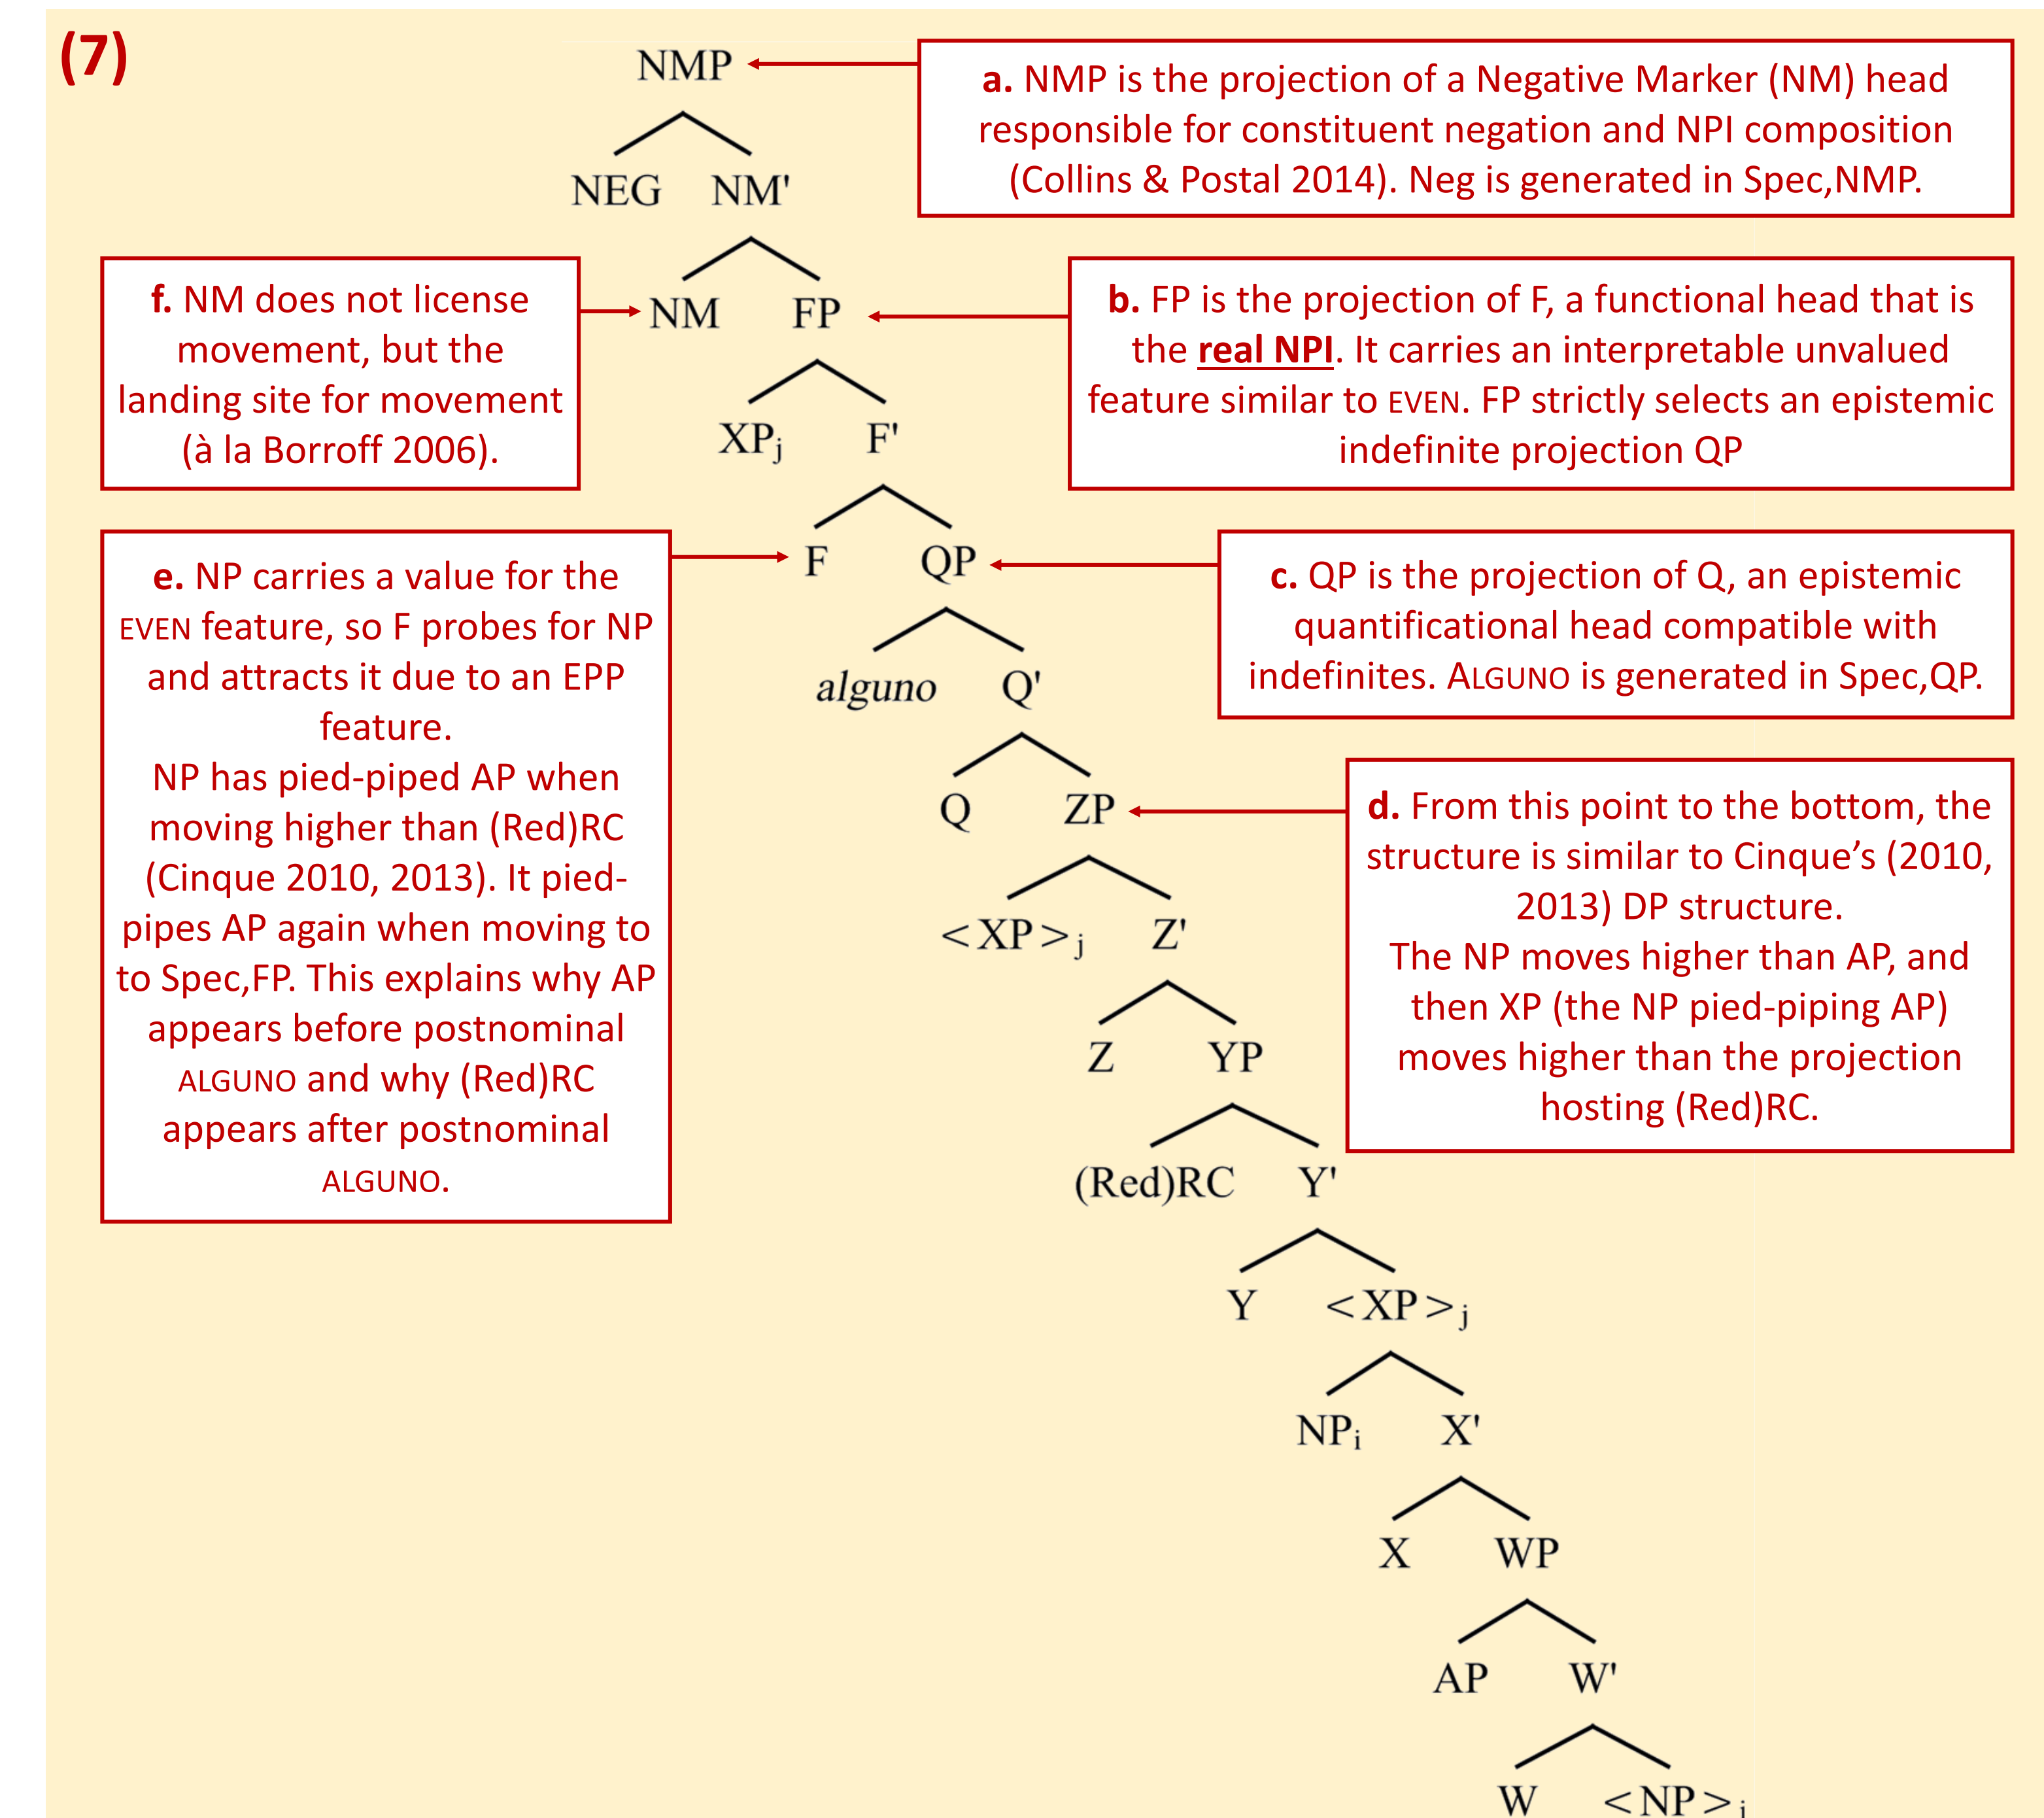 (7)
NMP
a. NMP is the projection of a Negative Marker (NM) head
responsible for constituent negation and NPI composition
(Collins & Postal 2014). Neg is generated in Spec,NMP.
NEG NM'
f. NM does not license
movement, but the
landing site for movement
(à la Borroff 2006).
NM FP
b. FP is the projection of F, a functional head that is
the real NPI. It carries an interpretable unvalued
feature similar to EVEN. FP strictly selects an epistemic
indefinite projection QP
XPj F'
e. NP carries a value for the
EVEN feature, so F probes for NP
and attracts it due to an EPP
feature.
NP has pied-piped AP when
moving higher than (Red)RC
(Cinque 2010, 2013). It pied-
pipes AP again when moving to
to Spec,FP. This explains why AP
appears before postnominal
ALGUNO and why (Red)RC
appears after postnominal
ALGUNO.
F QP
c. QP is the projection of Q, an epistemic
quantificational head compatible with
indefinites. ALGUNO is generated in Spec,QP.
alguno Q'
Q ZP
d. From this point to the bottom, the
structure is similar to Cinque’s (2010,
2013) DP structure.
The NP moves higher than AP, and
then XP (the NP pied-piping AP)
moves higher than the projection
hosting (Red)RC.
<XP>j Z'
Z YP
(Red)RC Y'
Y <XP>j
NPi X'
X WP
AP W'
W <NP>i